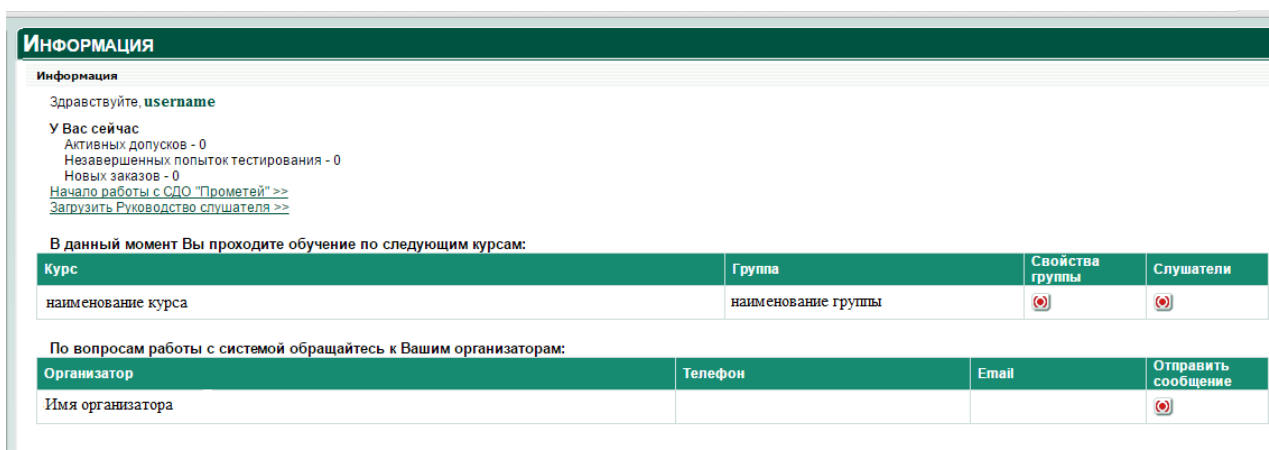 Информация
Информация
Здравствуйте, username
У Вас сейчас
Активных допусков - 0
Незавершенных попыток тестирования - 0
Новых заказов - 0
Начало работы с СДО "Прометей" >>
Загрузить Руководство слушателя >>
В данный момент Вы проходите обучение по следующим курсам:
Курс Группа Свойства группы Слушатели
наименование курса наименование группы
По вопросам работы с системой обращайтесь к Вашим организаторам:
Организатор Телефон Email Отправить сообщение
Имя организатора